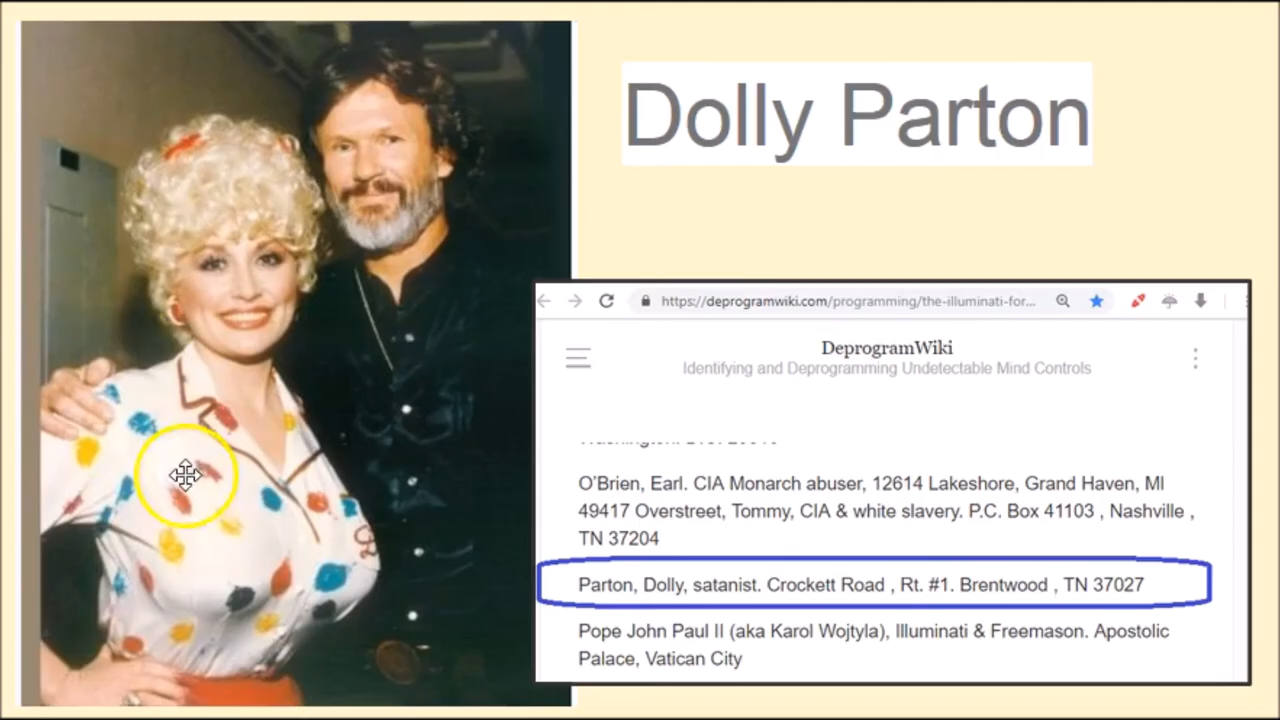 Dolly Parton
https://deprogramwiki.com/programming/the-illuminati-for...
DeprogramWiki
Identifying and Deprogramming Undetectable Mind Controls
O'Brien, Earl. CIA Monarch abuser, 12614 Lakeshore, Grand Haven, MI
49417 Overstreet, Tommy, CIA & white slavery. P.C. Box 41103 , Nashville ,
TN 37204
Parton, Dolly, satanist. Crockett Road , Rt. #1. Brentwood , TN 37027
Pope John Paul II (aka Karol Wojtyla), Illuminati & Freemason. Apostolic
Palace, Vatican City